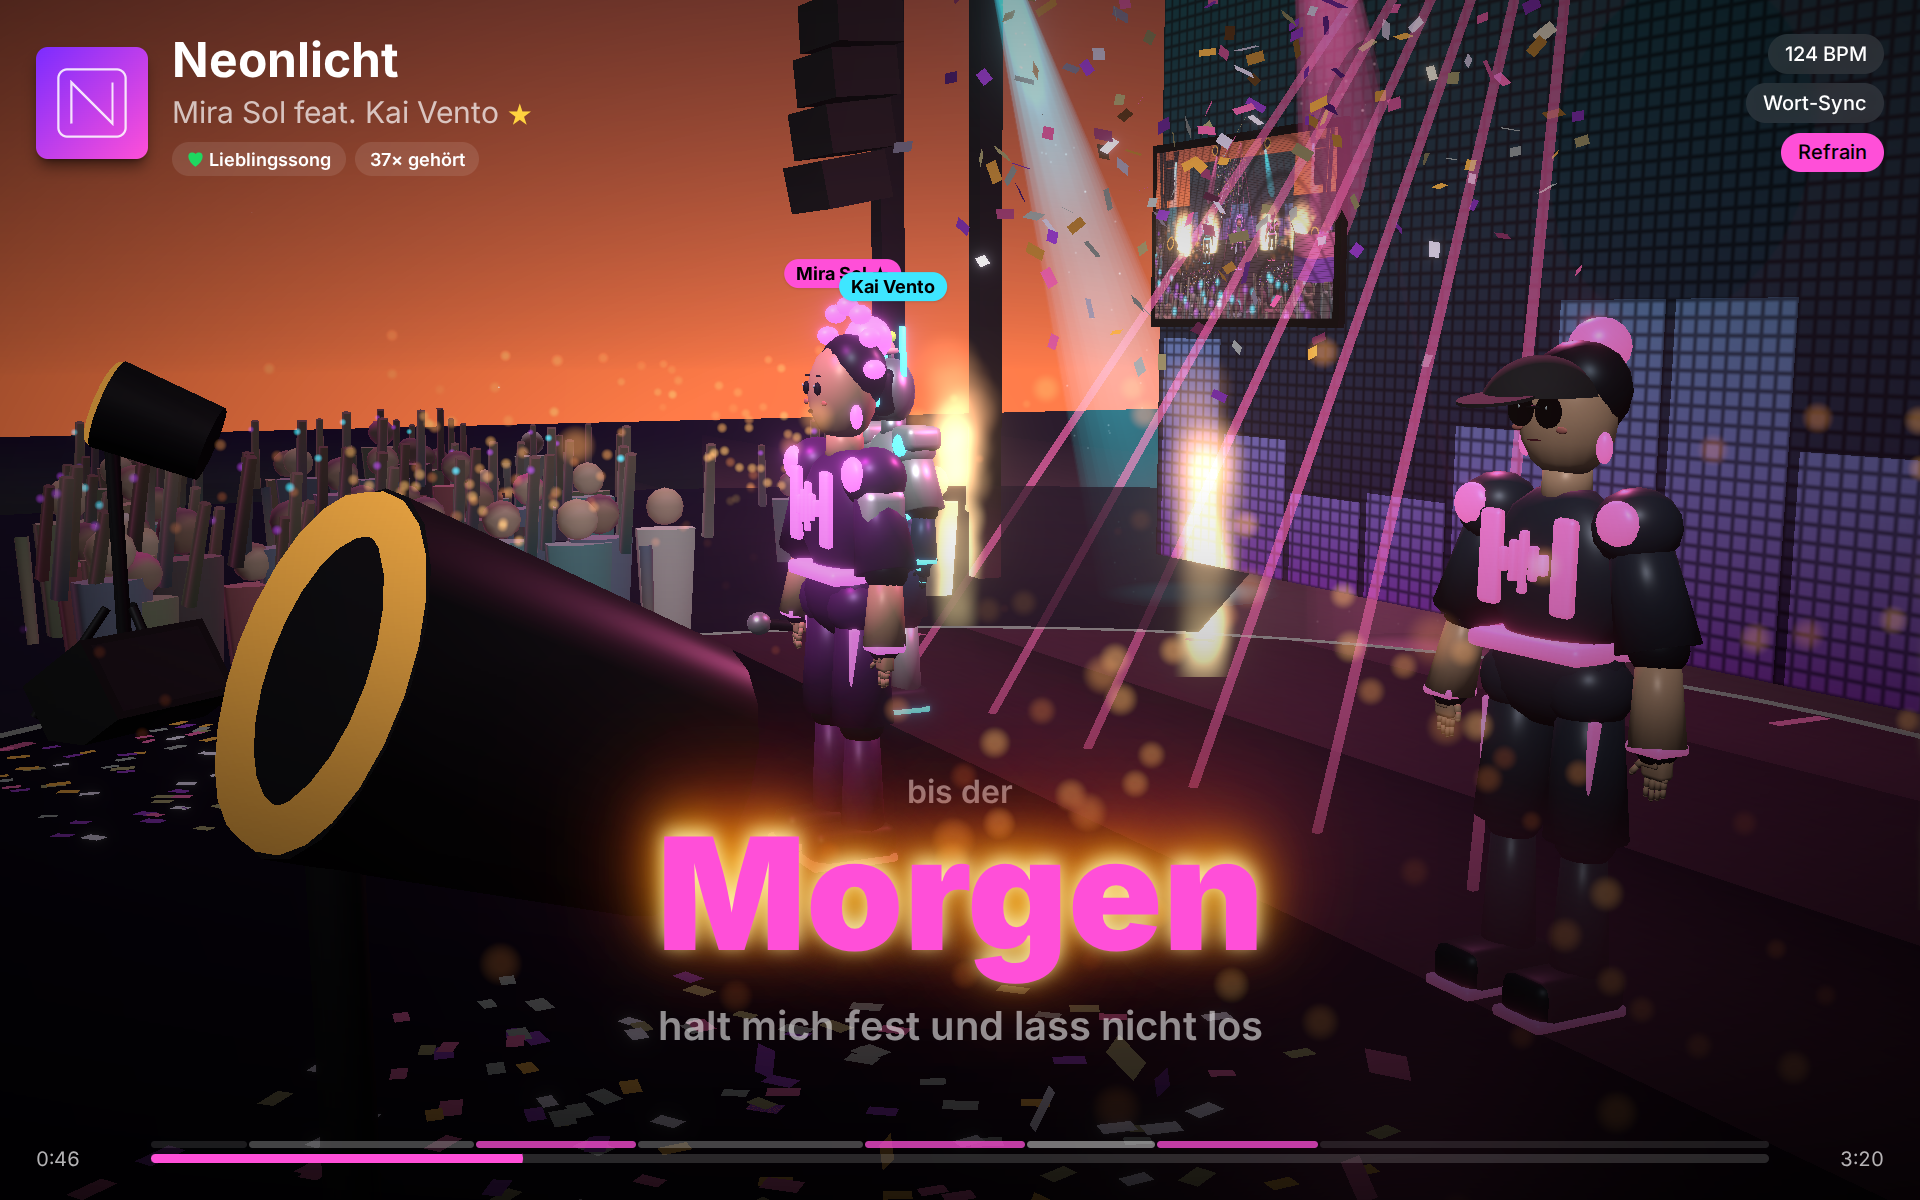 Neonlicht
Mira Sol feat. Kai Vento ★
Lieblingssong
37× gehört
124 BPM
Wort-Sync
Refrain
Mira
Kai Vento
bis der
Morgen
halt mich fest und lass nicht los
0:46
3:20